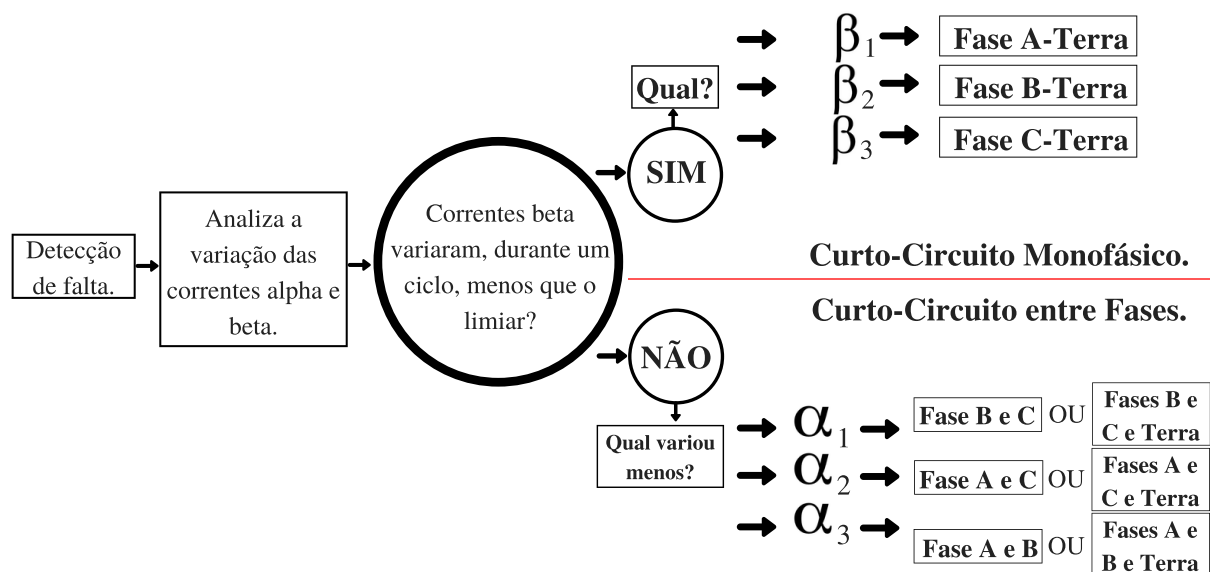 Detecção
de falta.
Analiza a
variação das
correntes alpha e
beta.
Correntes beta
variaram, durante um
ciclo, menos que o
limiar?
SIM
Qual?
β1
Fase A-Terra
β2
Fase B-Terra
β3
Fase C-Terra
Curto-Circuito Monofásico.
Curto-Circuito entre Fases.
NÃO
Qual variou
menos?
α1
Fase B e C OU
Fases B e
C e Terra
α2
Fase A e C OU
Fases A e
C e Terra
α3
Fase A e B OU
Fases A e
B e Terra